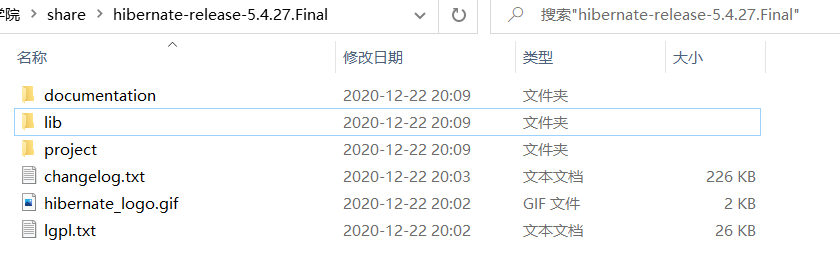 学院 share hibernate-release-5.4.27.Final 搜索"hibernate-release-5.4.27.Final"
名称 修改日期 类型 大小
documentation 2020-12-22 20:09 文件夹
lib 2020-12-22 20:09 文件夹
project 2020-12-22 20:09 文件夹
changelog.txt 2020-12-22 20:03 文本文档 226 KB
hibernate_logo.gif 2020-12-22 20:02 GIF 文件 2 KB
lgpl.txt 2020-12-22 20:02 文本文档 26 KB